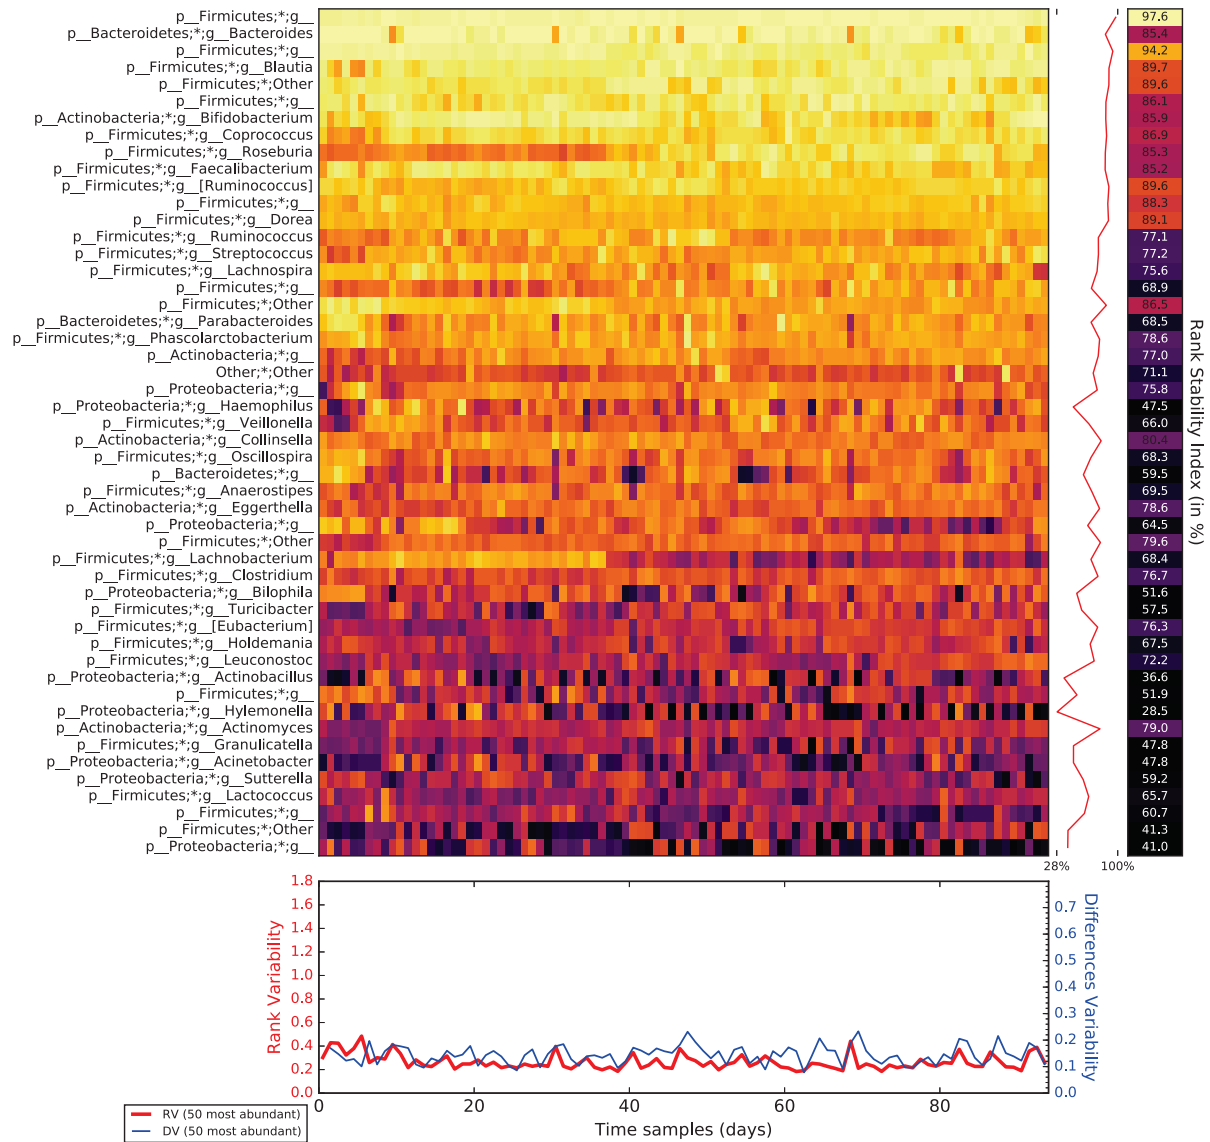 p__Firmicutes;*;g__ 97.6
p__Bacteroidetes;*;g__Bacteroides 85.4
p__Firmicutes;*;g__ 94.2
p__Firmicutes;*;g__Blautia 89.7
p__Firmicutes;*;Other 89.6
p__Firmicutes;*;g__ 86.1
p__Actinobacteria;*;g__Bifidobacterium 85.9
p__Firmicutes;*;g__Coprococcus 86.9
p__Firmicutes;*;g__Roseburia 85.3
p__Firmicutes;*;g__Faecalibacterium 85.2
p__Firmicutes;*;g__[Ruminococcus] 89.6
p__Firmicutes;*;g__ 88.3
p__Firmicutes;*;g__Dorea 89.1
p__Firmicutes;*;g__Ruminococcus 77.1
p__Firmicutes;*;g__Streptococcus 77.2
p__Firmicutes;*;g__Lachnospira 75.6
p__Firmicutes;*;g__ 68.9
p__Firmicutes;*;Other 86.5
p__Bacteroidetes;*;g__Parabacteroides 68.5
p__Firmicutes;*;g__Phascolarctobacterium 78.6
p__Actinobacteria;*;g__ 77.0
Other;*;Other 71.1
p__Proteobacteria;*;g__ 75.8
p__Proteobacteria;*;g__Haemophilus 47.5
p__Firmicutes;*;g__Veillonella 66.0
p__Actinobacteria;*;g__Collinsella 80.4
p__Firmicutes;*;g__Oscillospira 68.3
p__Bacteroidetes;*;g__ 59.5
p__Firmicutes;*;g__Anaerostipes 69.5
p__Actinobacteria;*;g__Eggerthella 78.6
p__Proteobacteria;*;g__ 64.5
p__Firmicutes;*;Other 79.6
p__Firmicutes;*;g__Lachnobacterium 68.4
p__Firmicutes;*;g__Clostridium 76.7
p__Proteobacteria;*;g__Bilophila 51.6
p__Firmicutes;*;g__Turicibacter 57.5
p__Firmicutes;*;g__[Eubacterium] 76.3
p__Firmicutes;*;g__Holdemania 67.5
p__Firmicutes;*;g__Leuconostoc 72.2
p__Proteobacteria;*;g__Actinobacillus 36.6
p__Firmicutes;*;g__ 51.9
p__Proteobacteria;*;g__Hylemonella 28.5
p__Actinobacteria;*;g__Actinomyces 79.0
p__Firmicutes;*;g__Granulicatella 47.8
p__Proteobacteria;*;g__Acinetobacter 47.8
p__Proteobacteria;*;g__Sutterella 59.2
p__Firmicutes;*;g__Lactococcus 65.7
p__Firmicutes;*;g__ 60.7
p__Firmicutes;*;Other 41.3
p__Proteobacteria;*;g__ 41.0
28% 100%
Rank Stability Index (in %)
1.8
1.6
1.4
1.2
1.0
0.8
0.6
0.4
0.2
0.0
Rank Variability
0.7
0.6
0.5
0.4
0.3
0.2
0.1
0.0
Differences Variability
0 20 40 60 80
Time samples (days)
RV (50 most abundant)
DV (50 most abundant)